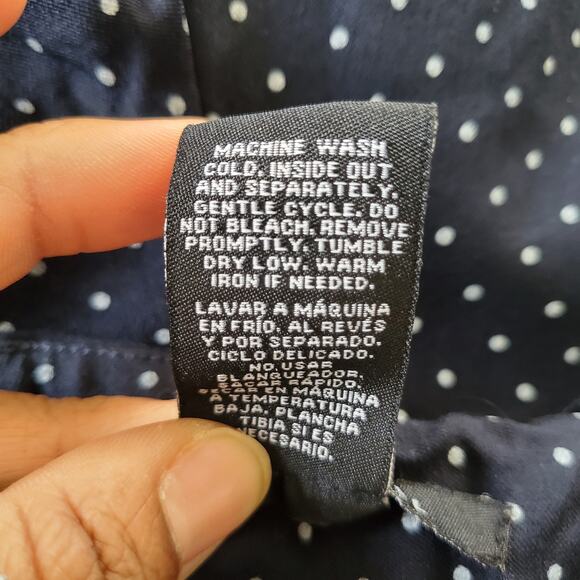 MACHINE WASH
COLD. INSIDE OUT
AND SEPARATELY.
GENTLE CYCLE. DO
NOT BLEACH. REMOVE
PROMPTLY. TUMBLE
DRY LOW. WARM
IRON IF NEEDED.
LAVAR A MÁQUINA
EN FRÍO. AL REVÉS
Y POR SEPARADO.
CICLO DELICADO.
NO USAR
BLANQUEADOR.
SACAR RÁPIDO.
SECAR EN MÁQUINA
A TEMPERATURA
BAJA. PLANCHA
TIBIA SI ES
NECESARIO.